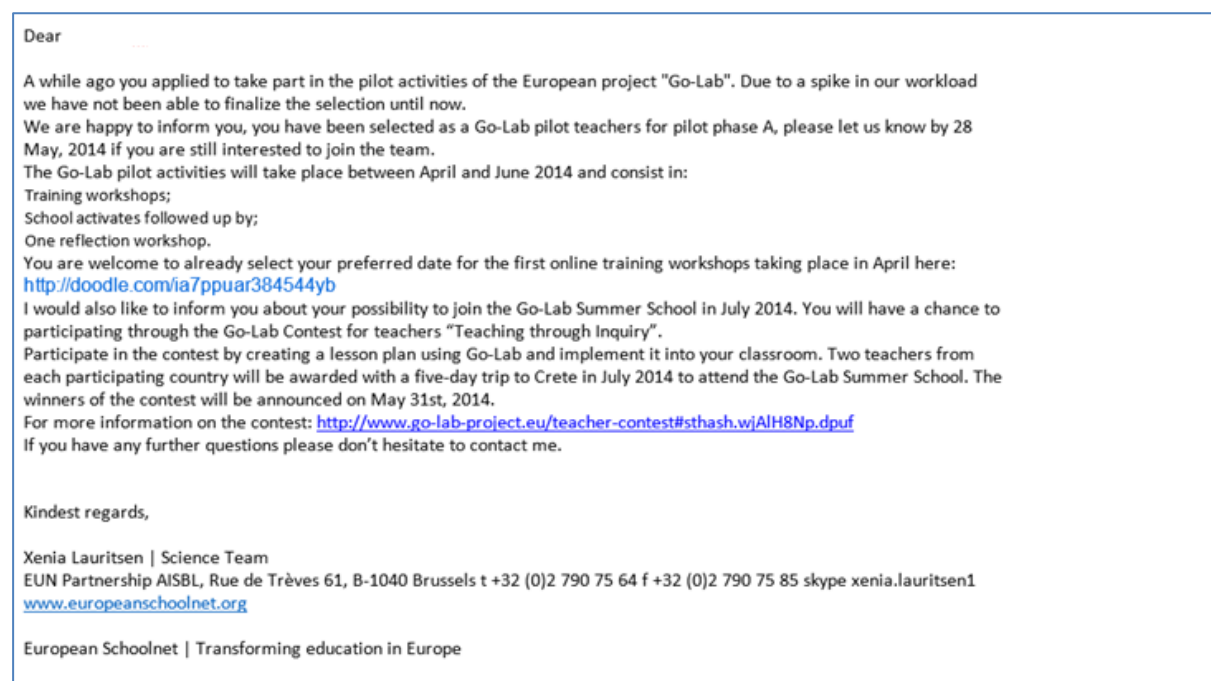 Dear
A while ago you applied to take part in the pilot activities of the European project "Go-Lab". Due to a spike in our workload
we have not been able to finalize the selection until now.
We are happy to inform you, you have been selected as a Go-Lab pilot teachers for pilot phase A, please let us know by 28
May, 2014 if you are still interested to join the team.
The Go-Lab pilot activities will take place between April and June 2014 and consist in:
Training workshops;
School activates followed up by;
One reflection workshop.
You are welcome to already select your preferred date for the first online training workshops taking place in April here:
http://doodle.com/ia7ppuar384544yb
I would also like to inform you about your possibility to join the Go-Lab Summer School in July 2014. You will have a chance to
participating through the Go-Lab Contest for teachers “Teaching through Inquiry”.
Participate in the contest by creating a lesson plan using Go-Lab and implement it into your classroom. Two teachers from
each participating country will be awarded with a five-day trip to Crete in July 2014 to attend the Go-Lab Summer School. The
winners of the contest will be announced on May 31st, 2014.
For more information on the contest: http://www.go-lab-project.eu/teacher-contest#sthash.wjAlH8Np.dpuf
If you have any further questions please don’t hesitate to contact me.
Kindest regards,
Xenia Lauritsen | Science Team
EUN Partnership AISBL, Rue de Trèves 61, B-1040 Brussels t +32 (0)2 790 75 64 f +32 (0)2 790 75 85 skype xenia.lauritsen1
www.europeanschoolnet.org
European Schoolnet | Transforming education in Europe